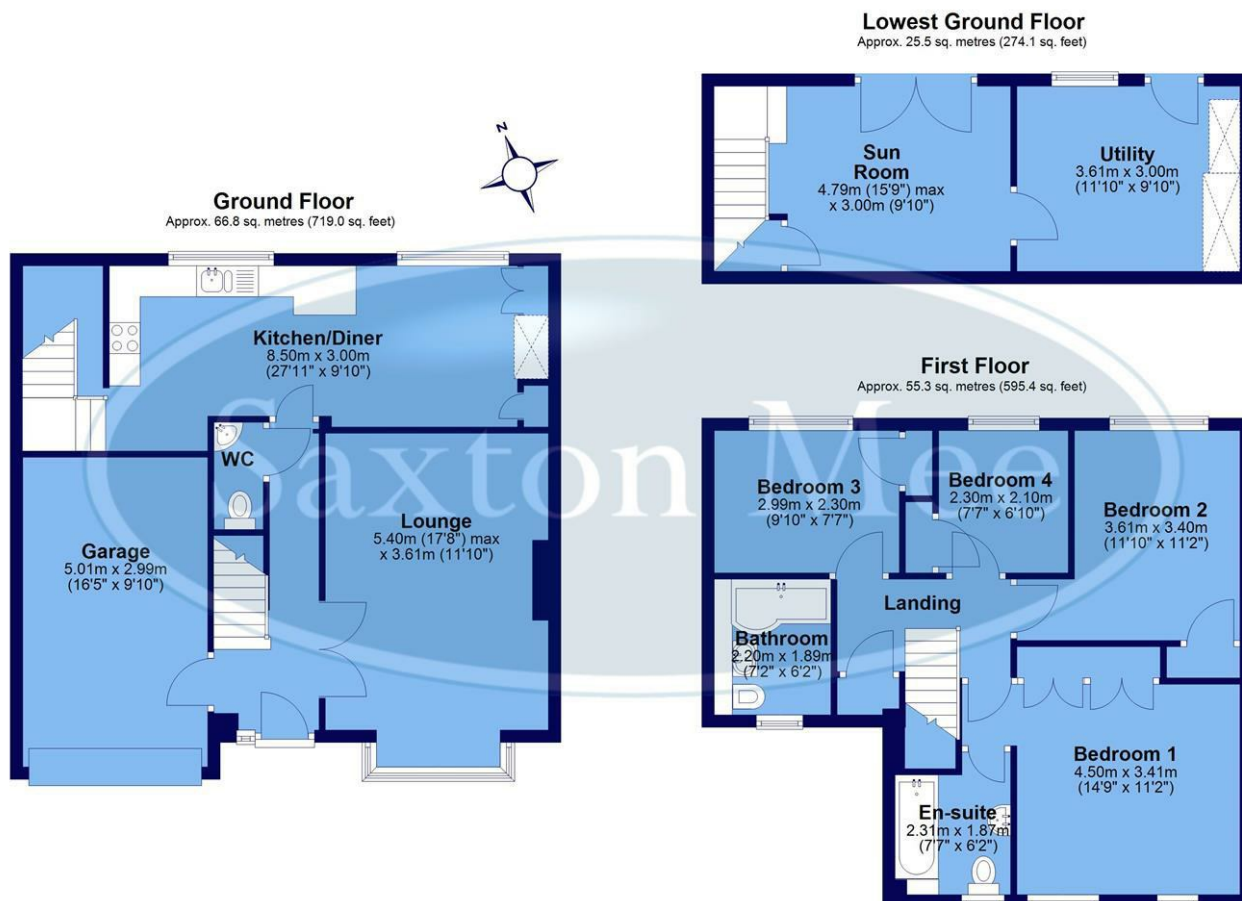 Lowest Ground Floor
Approx. 25.5 sq. metres (274.1 sq. feet)
Sun
Room
4.79m (15'9") max
x 3.00m (9'10")
Utility
3.61m x 3.00m
(11'10" x 9'10")
N
Ground Floor
Approx. 66.8 sq. metres (719.0 sq. feet)
Kitchen/Diner
8.50m x 3.00m
(27'11" x 9'10")
WC
Lounge
5.40m (17'8") max
x 3.61m (11'10")
Garage
5.01m x 2.99m
(16'5" x 9'10")
First Floor
Approx. 55.3 sq. metres (595.4 sq. feet)
Bedroom 3
2.99m x 2.30m
(9'10" x 7'7")
Bedroom 4
2.30m x 2.10m
(7'7" x 6'10")
Bedroom 2
3.61m x 3.40m
(11'10" x 11'2")
Landing
Bathroom
2.20m x 1.89m
(7'2" x 6'2")
Bedroom 1
4.50m x 3.41m
(14'9" x 11'2")
En-suite
2.31m x 1.87m
(7'7" x 6'2")
Saxton Mee